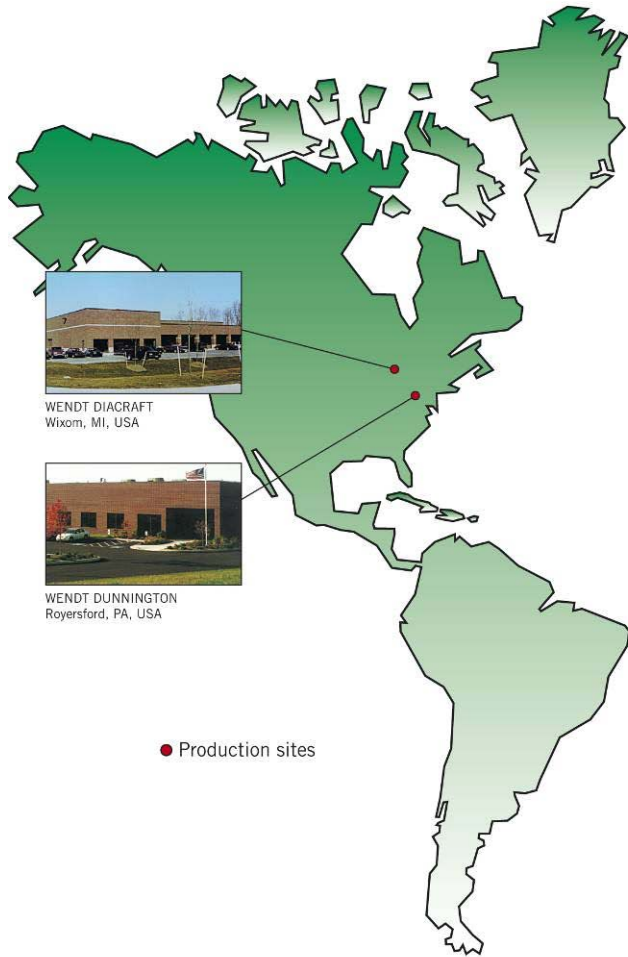 WENDT DIACRAFT
Wixom, MI, USA
WENDT DUNNINGTON
Royersford, PA, USA
Production sites